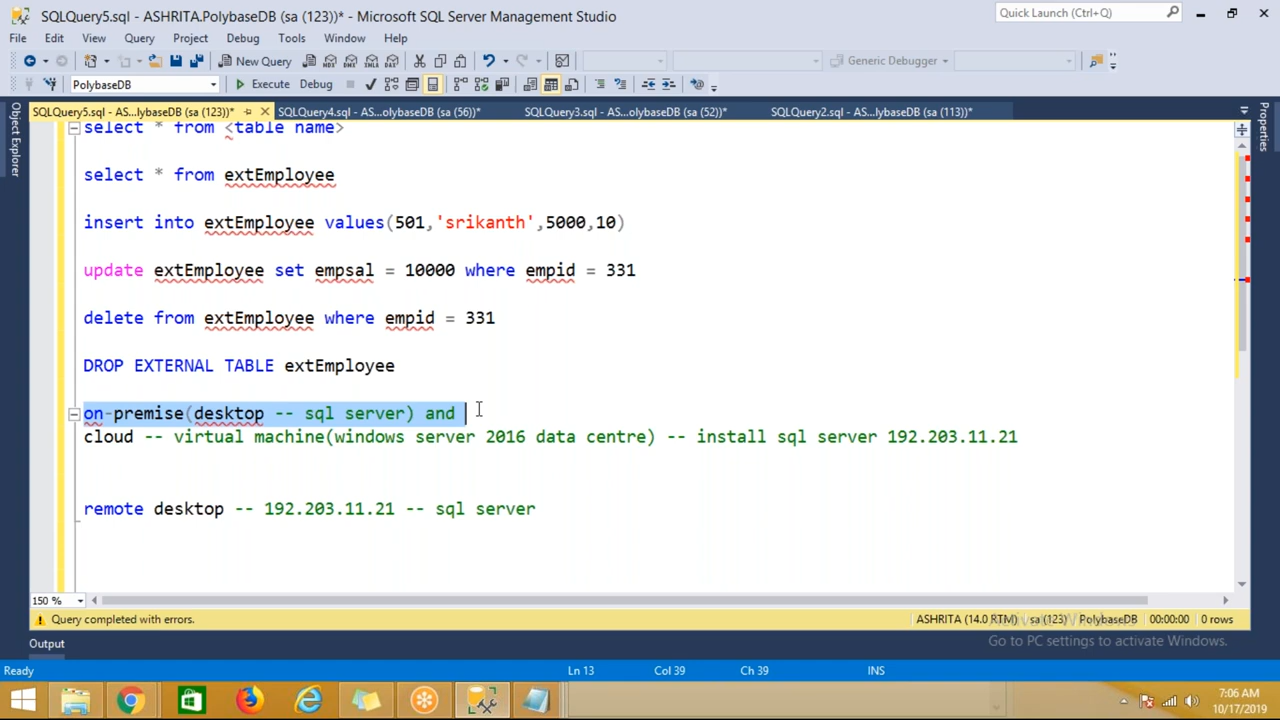 SQLQuery5.sql - ASHRITA.PolybaseDB (sa (123))* - Microsoft SQL Server Management Studio
Quick Launch (Ctrl+Q)
File Edit View Query Project Debug Tools Window Help
New Query
Generic Debugger
PolybaseDB
Execute Debug
SQLQuery5.sql - AS...lybaseDB (sa (123))* SQLQuery4.sql - AS...olybaseDB (sa (56))* SQLQuery3.sql - AS...olybaseDB (sa (52))* SQLQuery2.sql - AS...lybaseDB (sa (113))*
Object Explorer
Properties
select * from <table name>
select * from extEmployee
insert into extEmployee values(501,'srikanth',5000,10)
update extEmployee set empsal = 10000 where empid = 331
delete from extEmployee where empid = 331
DROP EXTERNAL TABLE extEmployee
on-premise(desktop -- sql server) and
cloud -- virtual machine(windows server 2016 data centre) -- install sql server 192.203.11.21
remote desktop -- 192.203.11.21 -- sql server
150 %
Query completed with errors.
ASHRITA (14.0 RTM) sa (123) PolybaseDB 00:00:00 0 rows
Activate Windows
Go to PC settings to activate Windows.
Output
Ready Ln 13 Col 39 Ch 39 INS
7:06 AM
10/17/2019